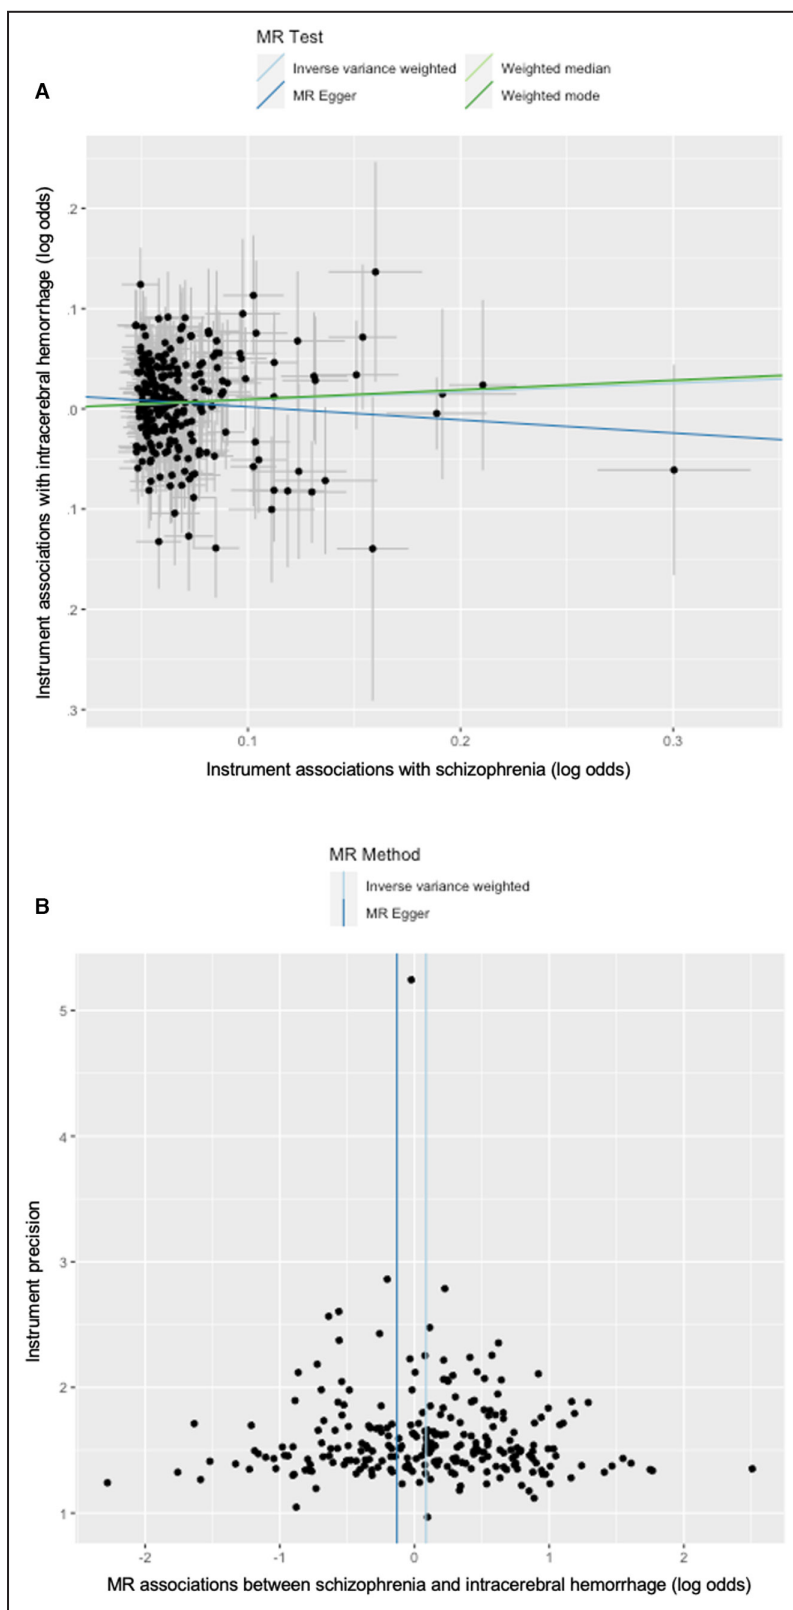 MR Test
Inverse variance weighted
Weighted median
MR Egger
Weighted mode
A
Instrument associations with intracerebral hemorrhage (log odds)
.2
.1
.0
.1
.2
.3
0.1 0.2 0.3
Instrument associations with schizophrenia (log odds)
MR Method
Inverse variance weighted
MR Egger
B
Instrument precision
5
4
3
2
1
-2 -1 0 1 2
MR associations between schizophrenia and intracerebral hemorrhage (log odds)